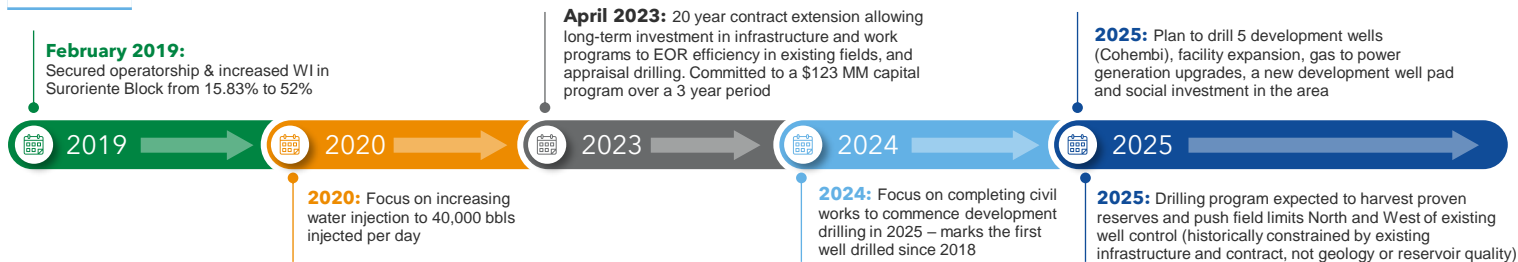 February 2019:
Secured operatorship & increased WI in
Suroriente Block from 15.83% to 52%
April 2023: 20 year contract extension allowing
long-term investment in infrastructure and work
programs to EOR efficiency in existing fields, and
appraisal drilling. Committed to a $123 MM capital
program over a 3 year period
2025: Plan to drill 5 development wells
(Cohembi), facility expansion, gas to power
generation upgrades, a new development well pad
and social investment in the area
2019
2020
2023
2024
2025
2020: Focus on increasing
water injection to 40,000 bbls
injected per day
2024: Focus on completing civil
works to commence development
drilling in 2025 – marks the first
well drilled since 2018
2025: Drilling program expected to harvest proven
reserves and push field limits North and West of existing
well control (historically constrained by existing
infrastructure and contract, not geology or reservoir quality)